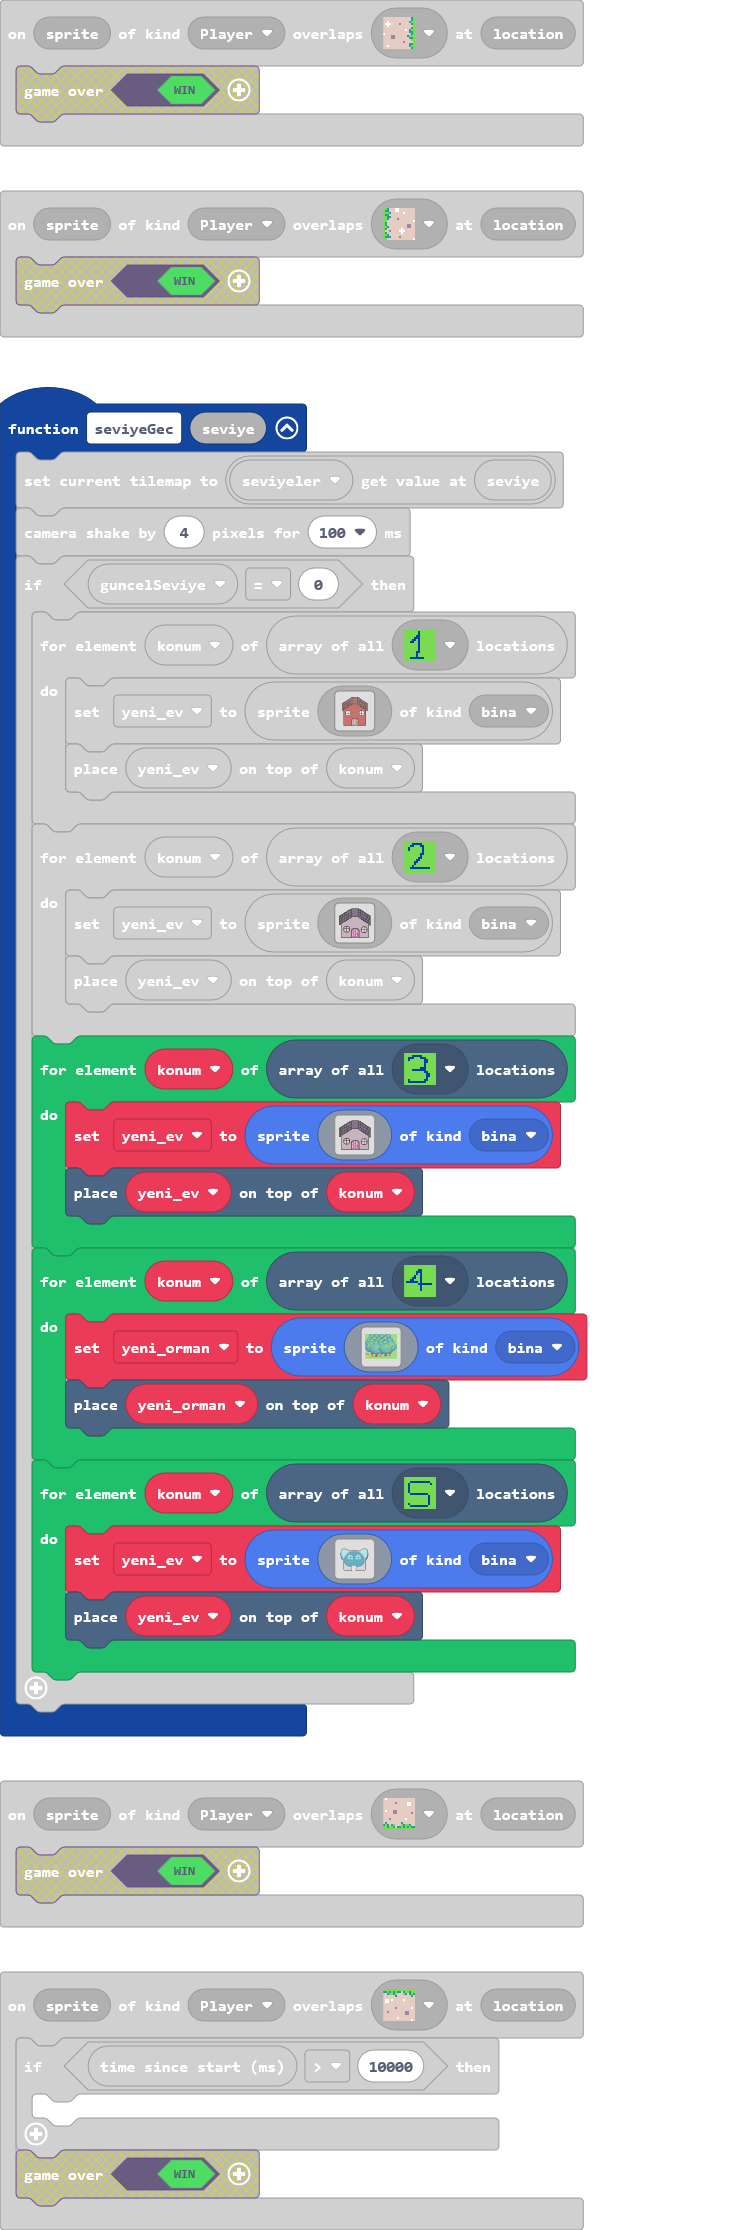 on sprite of kind Player overlaps at location
game over WIN
on sprite of kind Player overlaps at location
game over WIN
function seviyeGec seviye
set current tilemap to seviyeler get value at seviye
camera shake by 4 pixels for 100 ms
if guncelSeviye = 0 then
for element konum of array of all 1 locations
do
set yeni_ev to sprite of kind bina
place yeni_ev on top of konum
for element konum of array of all 2 locations
do
set yeni_ev to sprite of kind bina
place yeni_ev on top of konum
for element konum of array of all 3 locations
do
set yeni_ev to sprite of kind bina
place yeni_ev on top of konum
for element konum of array of all 4 locations
do
set yeni_orman to sprite of kind bina
place yeni_orman on top of konum
for element konum of array of all 5 locations
do
set yeni_ev to sprite of kind bina
place yeni_ev on top of konum
on sprite of kind Player overlaps at location
game over WIN
on sprite of kind Player overlaps at location
if time since start (ms) > 10000 then
game over WIN